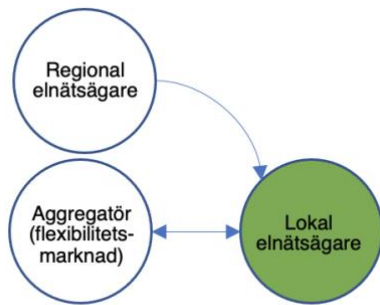 Regional
elnätsägare
Aggregatör
(flexibilitets-
marknad)
Lokal
elnätsägare